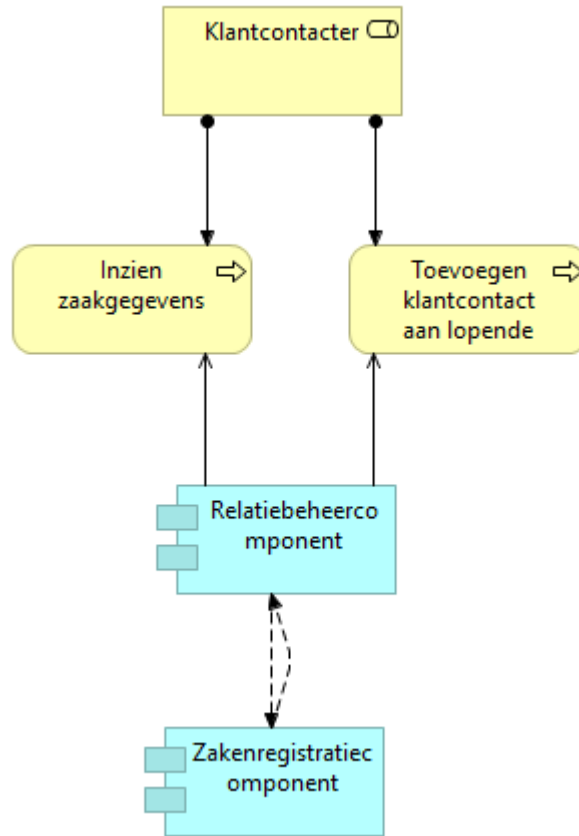 Klantcontacter
Inzien
zaakgegevens
Toevoegen
klantcontact
aan lopende
Relatiebeheerco
mponent
Zakenregistratiec
omponent